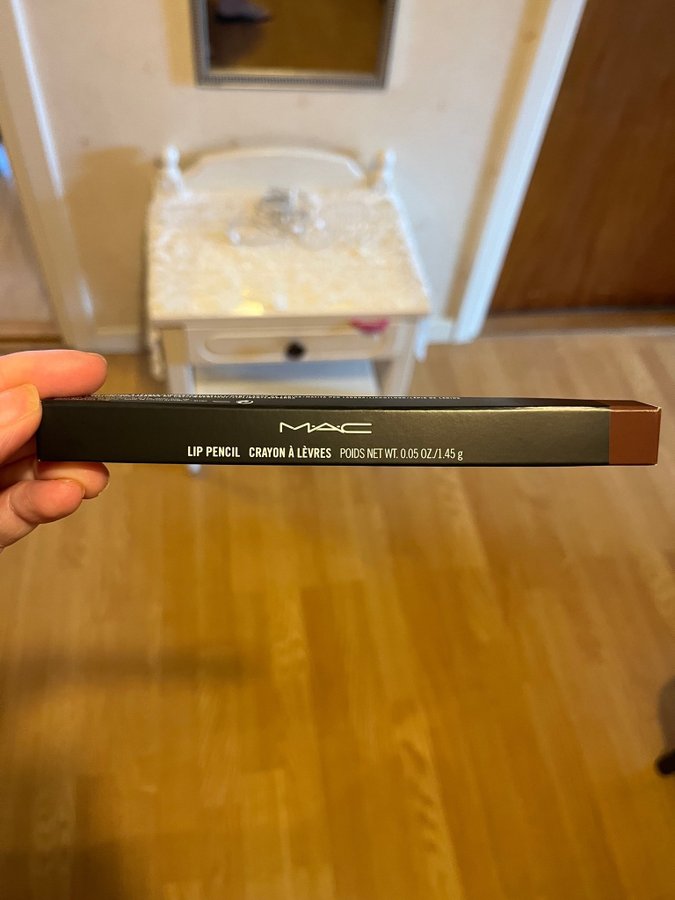 M·A·C
LIP PENCIL CRAYON À LÈVRES POIDS NET WT. 0.05 OZ./1.45 g